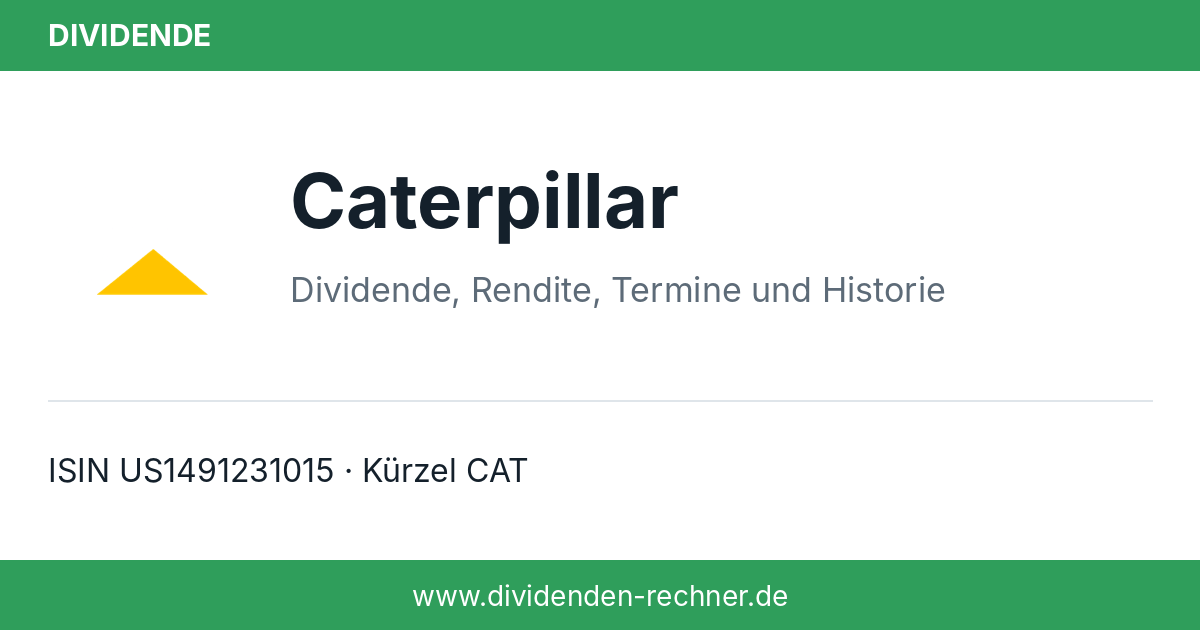 DIVIDENDE
Caterpillar
Dividende, Rendite, Termine und Historie
ISIN US1491231015 · Kürzel CAT
www.dividenden-rechner.de